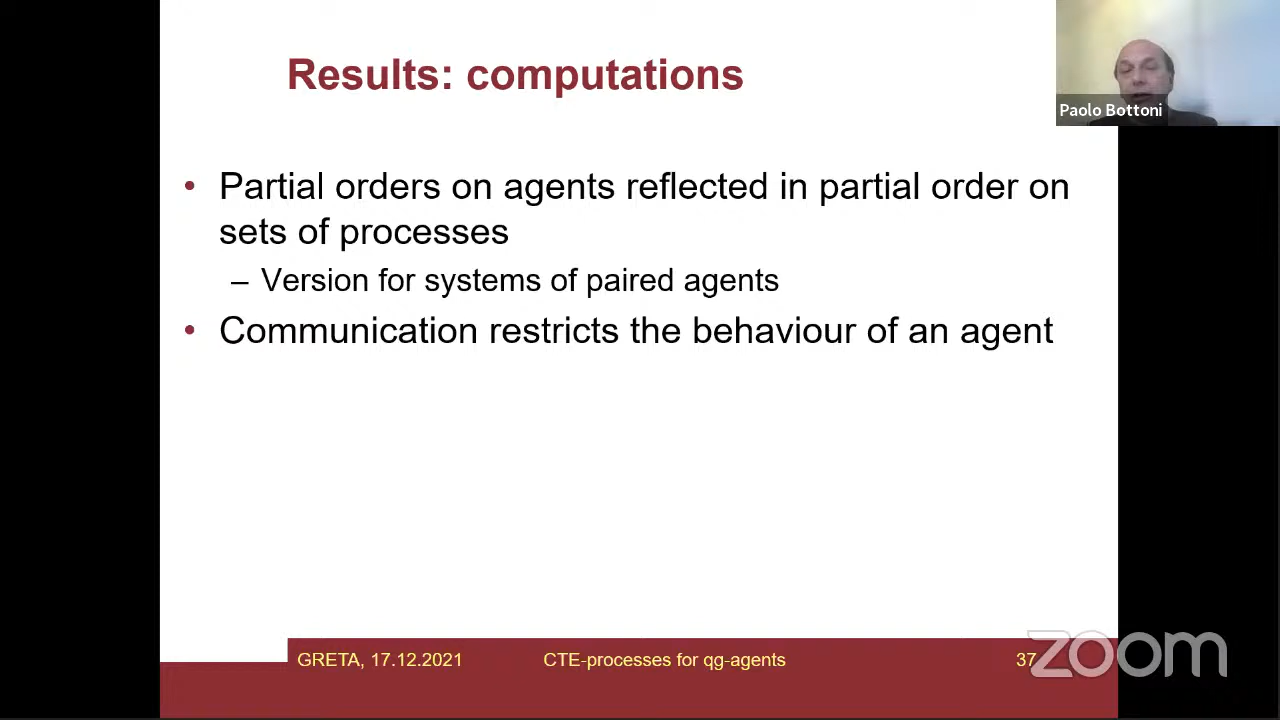 Results: computations
Paolo Bottoni
• Partial orders on agents reflected in partial order on
sets of processes
– Version for systems of paired agents
• Communication restricts the behaviour of an agent
GRETA, 17.12.2021
CTE-processes for qg-agents
37
zoom